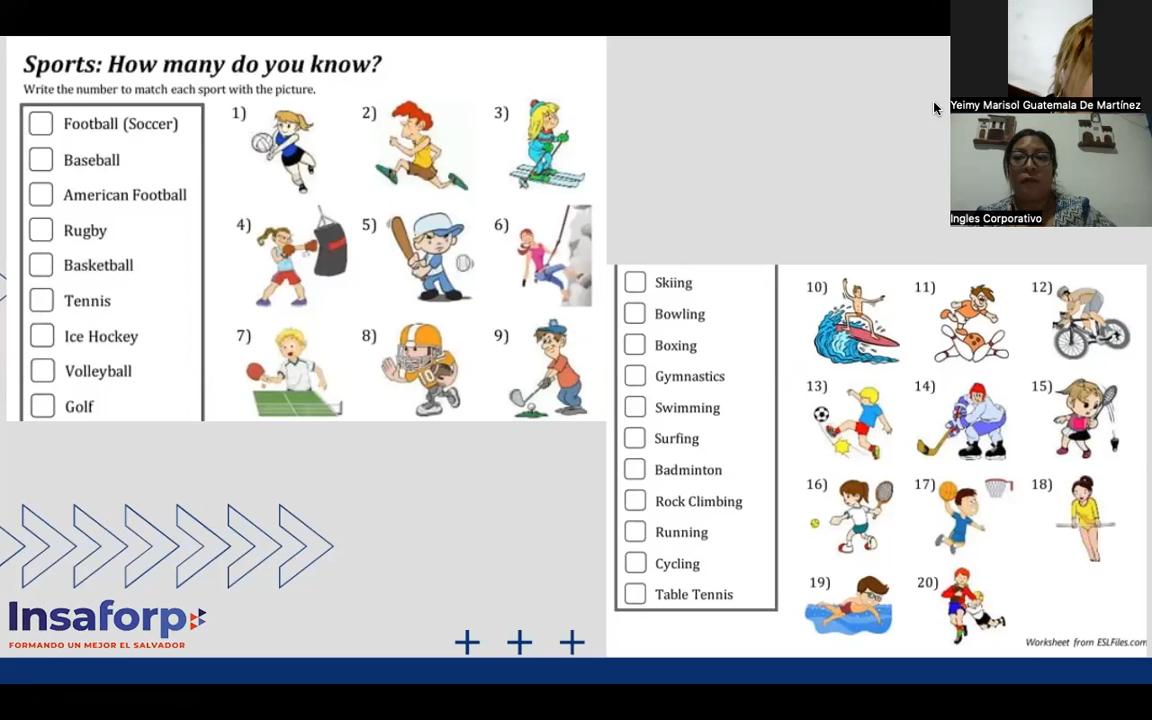 Sports: How many do you know?
Write the number to match each sport with the picture.
Football (Soccer)
Baseball
American Football
Rugby
Basketball
Tennis
Ice Hockey
Volleyball
Golf
1)
2)
3)
4)
5)
6)
7)
8)
9)
Skiing
Bowling
Boxing
Gymnastics
Swimming
Surfing
Badminton
Rock Climbing
Running
Cycling
Table Tennis
10)
11)
12)
13)
14)
15)
16)
17)
18)
19)
20)
Worksheet from ESLFiles.com
Insaforp
FORMANDO UN MEJOR EL SALVADOR
Yeimy Marisol Guatemala De Martínez
Ingles Corporativo